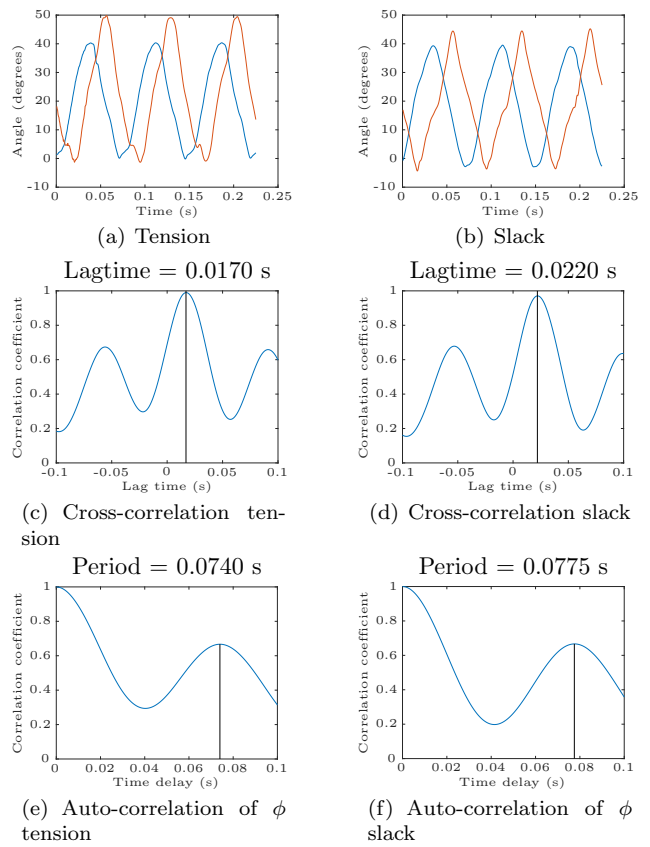 50
40
30
20
10
0
-10
Angle (degrees)
0 0.05 0.1 0.15 0.2 0.25
Time (s)
(a) Tension
50
40
30
20
10
0
-10
Angle (degrees)
0 0.05 0.1 0.15 0.2 0.25
Time (s)
(b) Slack
Lagtime = 0.0170 s
1
0.8
0.6
0.4
0.2
0
Correlation coefficient
-0.1 -0.05 0 0.05 0.1
Lag time (s)
(c) Cross-correlation ten-
sion
Lagtime = 0.0220 s
1
0.8
0.6
0.4
0.2
0
Correlation coefficient
-0.1 -0.05 0 0.05 0.1
Lag time (s)
(d) Cross-correlation slack
Period = 0.0740 s
1
0.8
0.6
0.4
0.2
0
Correlation coefficient
0 0.02 0.04 0.06 0.08 0.1
Time delay (s)
(e) Auto-correlation of ϕ
tension
Period = 0.0775 s
1
0.8
0.6
0.4
0.2
0
Correlation coefficient
0 0.02 0.04 0.06 0.08 0.1
Time delay (s)
(f) Auto-correlation of ϕ
slack